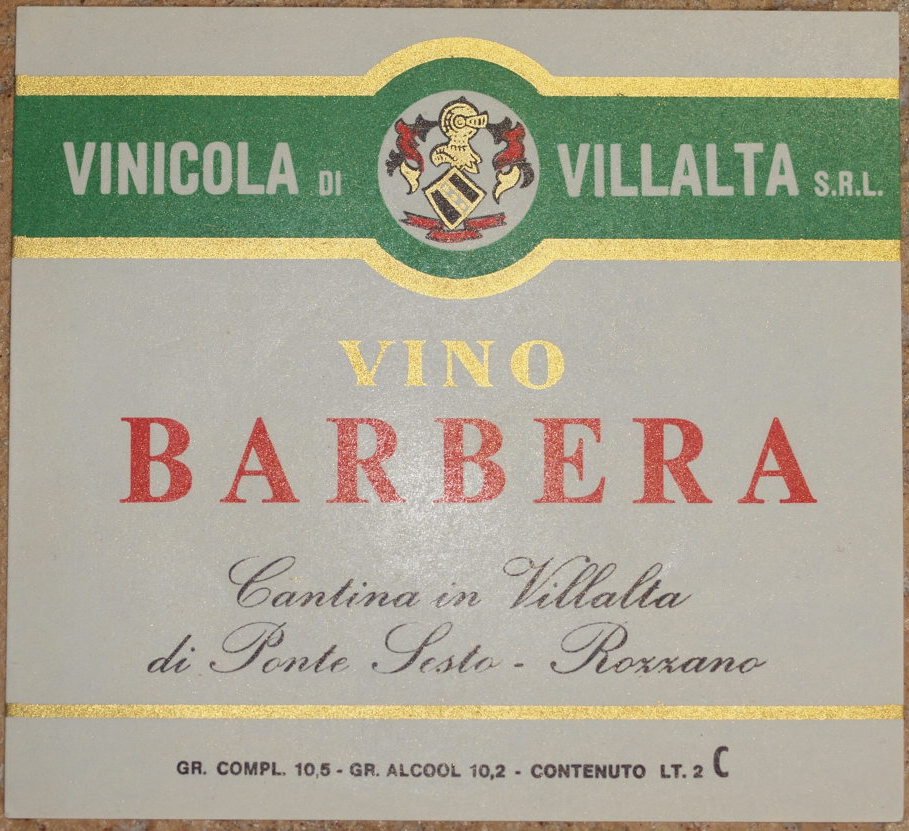 VINICOLA DI VILLALTA S.R.L.
VINO
BARBERA
Cantina in Villalta
di Ponte Sesto - Rozzano
GR. COMPL. 10,5 - GR. ALCOOL 10,2 - CONTENUTO LT. 2 C